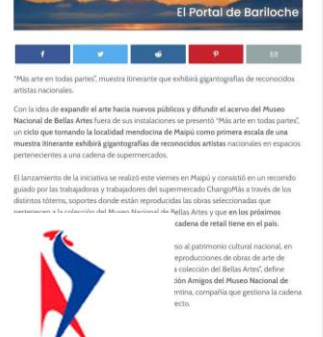 El Portal de Bariloche
"Más arte en todas partes", muestra itinerante que exhibirá gigantografías de reconocidos
artistas nacionales.
Con la idea de expandir el arte hacia nuevos públicos y difundir el acervo del Museo
Nacional de Bellas Artes fuera de sus instalaciones se presentó "Más arte en todas partes",
un ciclo que tomando la localidad mendocina de Maipú como primera escala de una
muestra itinerante exhibirá gigantografías de reconocidos artistas nacionales en espacios
pertenecientes a una cadena de supermercados.
El lanzamiento de la iniciativa se realizó este viernes en Maipú y consistió en un recorrido
guiado por las trabajadoras y trabajadores del supermercado ChangoMás a través de los
distintos tótems, soportes donde están reproducidas las obras seleccionadas que
pertenecen a la colección del Museo Nacional de Bellas Artes y que en los próximos
cadena de retail tiene en el país.
so al patrimonio cultural nacional, en
eproducciones de obras de arte de
a colección del Bellas Artes", define
ión Amigos del Museo Nacional de
entina, compañía que gestiona la cadena
ecto.